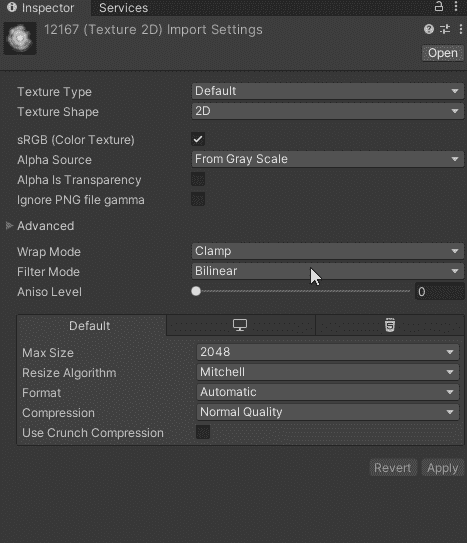 Inspector Services
12167 (Texture 2D) Import Settings
Open
Texture Type Default
Texture Shape 2D
sRGB (Color Texture)
Alpha Source From Gray Scale
Alpha Is Transparency
Ignore PNG file gamma
Advanced
Wrap Mode Clamp
Filter Mode Bilinear
Aniso Level 0
Default
Max Size 2048
Resize Algorithm Mitchell
Format Automatic
Compression Normal Quality
Use Crunch Compression
Revert Apply